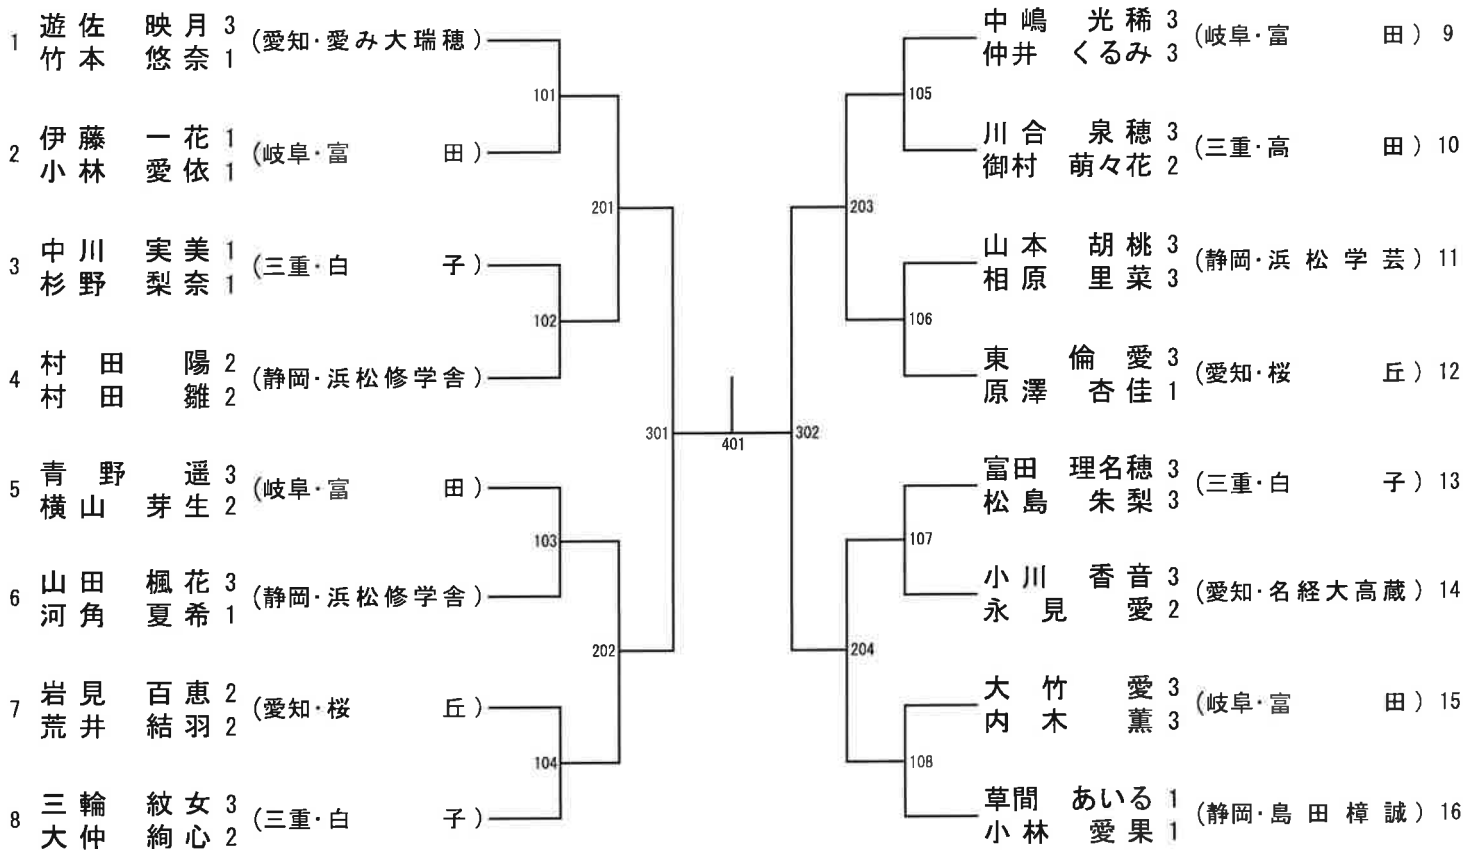 1 遊佐 映月 3 (愛知・愛み大瑞穂)
竹本 悠奈 1
101
2 伊藤 一花 1 (岐阜・富 田)
小林 愛依 1
201
3 中川 実美 1 (三重・白 子)
杉野 梨奈 1
102
4 村田 陽 2 (静岡・浜松修学舎)
村田 雛 2
301
5 青野 遥 3 (岐阜・富 田)
横山 芽生 2
103
6 山田 楓花 3 (静岡・浜松修学舎)
河角 夏希 1
202
7 岩見 百恵 2 (愛知・桜 丘)
荒井 結羽 2
104
8 三輪 紋女 3 (三重・白 子)
大仲 絢心 2
401
中嶋 光稀 3 (岐阜・富 田) 9
仲井 くるみ 3
105
川合 泉穂 3 (三重・高 田) 10
御村 萌々花 2
203
山本 胡桃 3 (静岡・浜松学芸) 11
相原 里菜 3
106
東 倫愛 3 (愛知・桜 丘) 12
原澤 杏佳 1
302
富田 理名穂 3 (三重・白 子) 13
松島 朱梨 3
107
小川 香音 3 (愛知・名経大高蔵) 14
永見 愛 2
204
大竹 愛 3 (岐阜・富 田) 15
内木 薫 3
108
草間 あいる 1 (静岡・島田樟誠) 16
小林 愛果 1